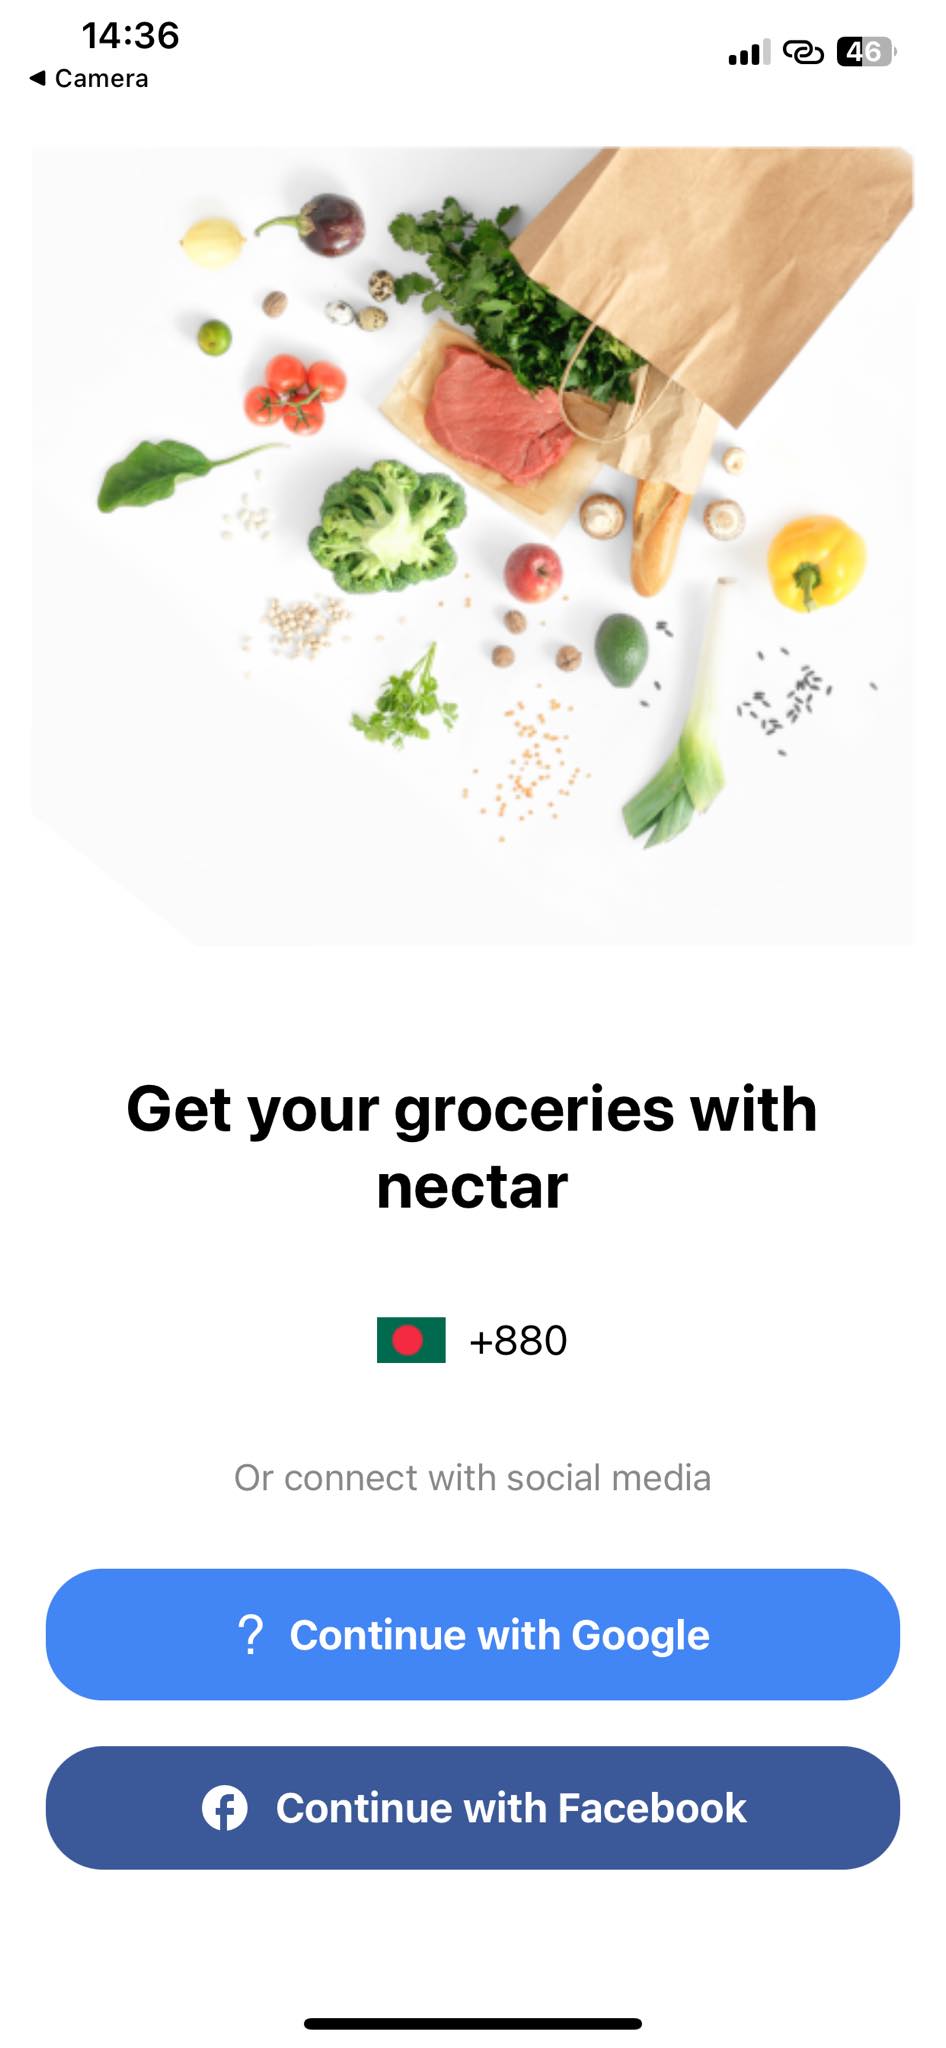 14:36
46
◀ Camera
Get your groceries with
nectar
+880
Or connect with social media
? Continue with Google
Continue with Facebook